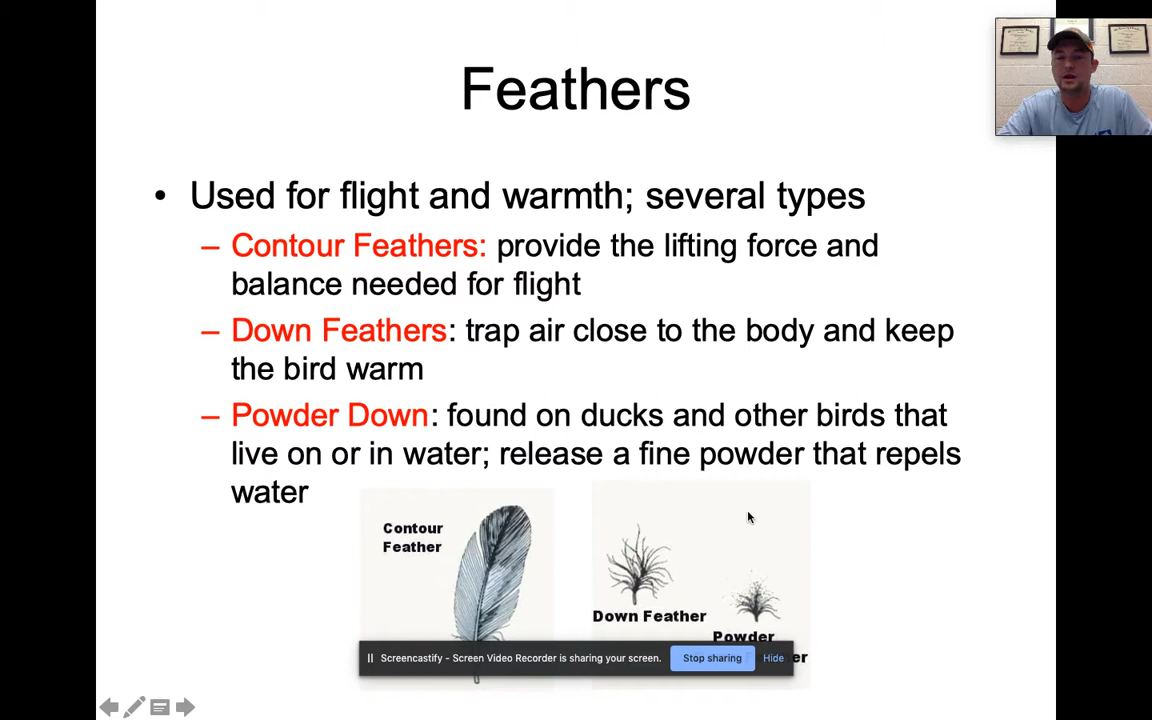 Feathers
• Used for flight and warmth; several types
– Contour Feathers: provide the lifting force and
balance needed for flight
– Down Feathers: trap air close to the body and keep
the bird warm
– Powder Down: found on ducks and other birds that
live on or in water; release a fine powder that repels
water
Contour
Feather
Down Feather
Powder
er
Screencastify - Screen Video Recorder is sharing your screen.
Stop sharing
Hide